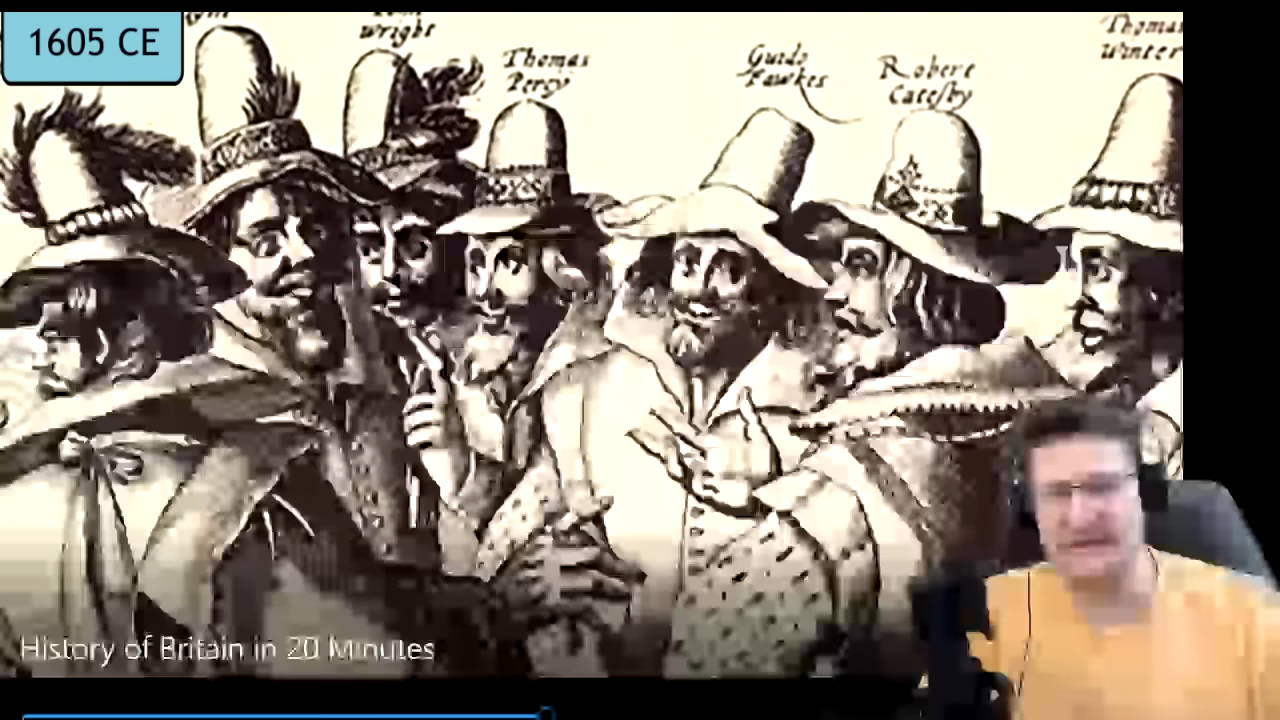 1605 CE
wright
Thomas
Percy
Guido
Fawkes
Robert
Catesby
Thomas
Winter
History of Britain in 20 Minutes